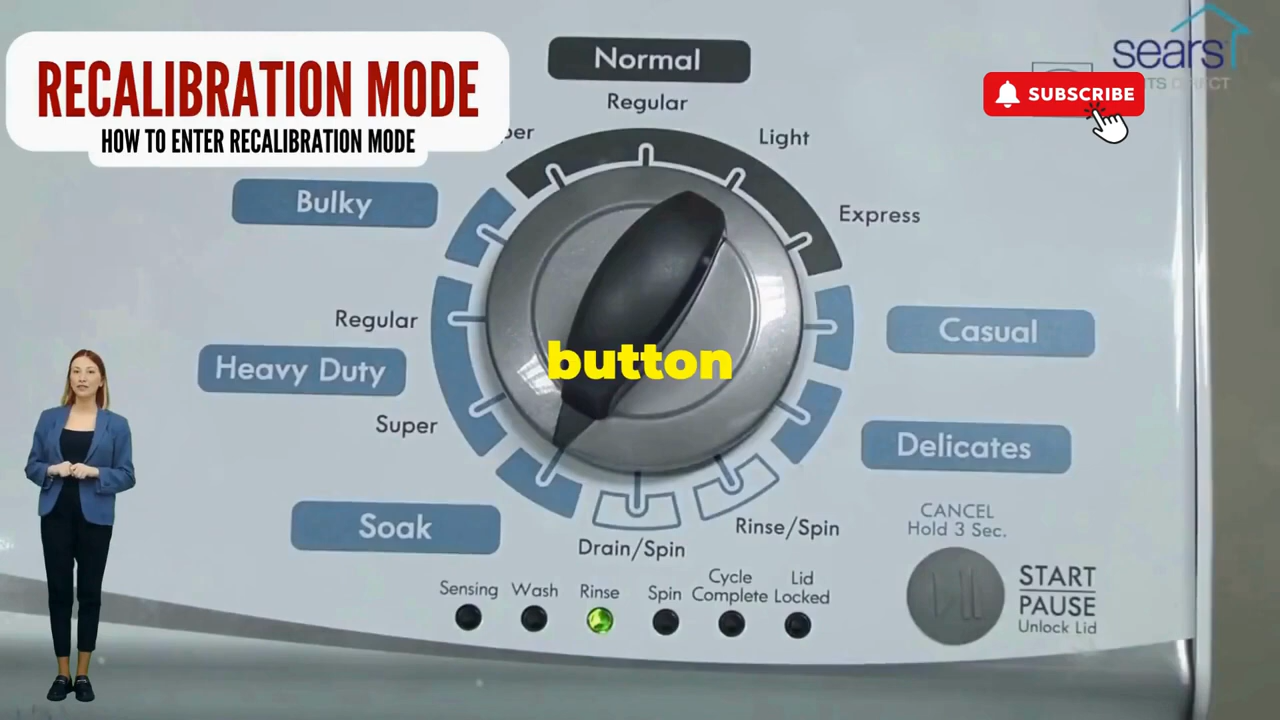 RECALIBRATION MODE
HOW TO ENTER RECALIBRATION MODE
sears
DIRECT
SUBSCRIBE
Normal
Regular
Light
Express
Bulky
Regular
Heavy Duty
Super
Casual
Delicates
button
Soak
Drain/Spin
Rinse/Spin
CANCEL
Hold 3 Sec.
Sensing
Wash
Rinse
Spin
Cycle
Complete
Lid
Locked
START
PAUSE
Unlock Lid